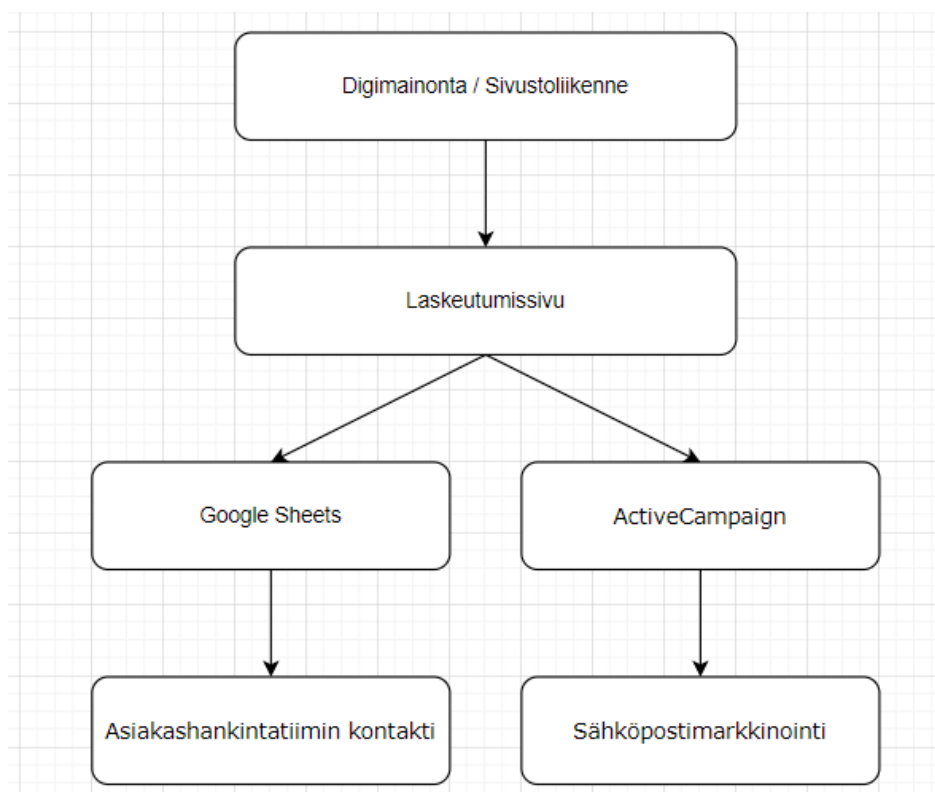 Digimainonta / Sivustoliikenne
Laskeutumissivu
Google Sheets
ActiveCampaign
Asiakashankintatiimin kontakti
Sähköpostimarkkinointi